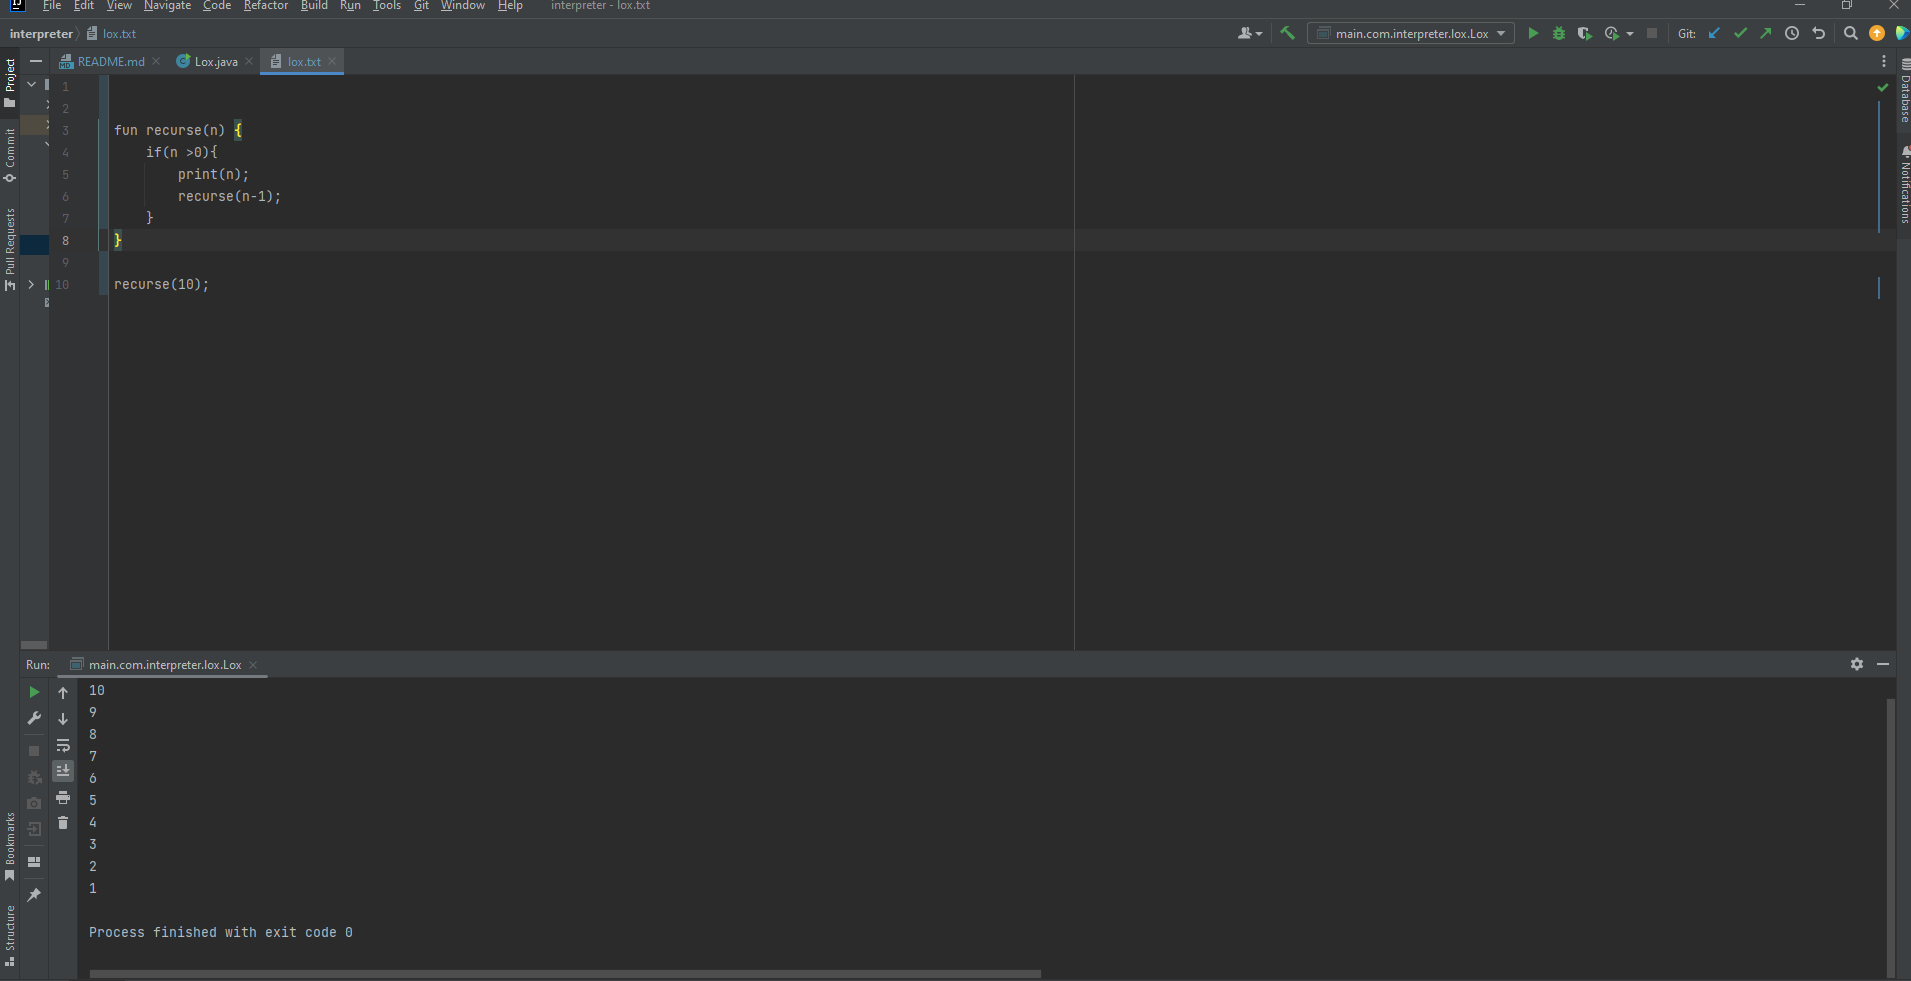 IJ File Edit View Navigate Code Refactor Build Run Tools Git Window Help interpreter - lox.txt
interpreter lox.txt main.com.interpreter.lox.Lox Git:
README.md Lox.java lox.txt
Project
Commit
Pull Requests
Bookmarks
Structure
Database
Notifications
1
2
3 fun recurse(n) {
4 if(n >0){
5 print(n);
6 recurse(n-1);
7 }
8 }
9
10 recurse(10);
Run: main.com.interpreter.lox.Lox
10
9
8
7
6
5
4
3
2
1
Process finished with exit code 0